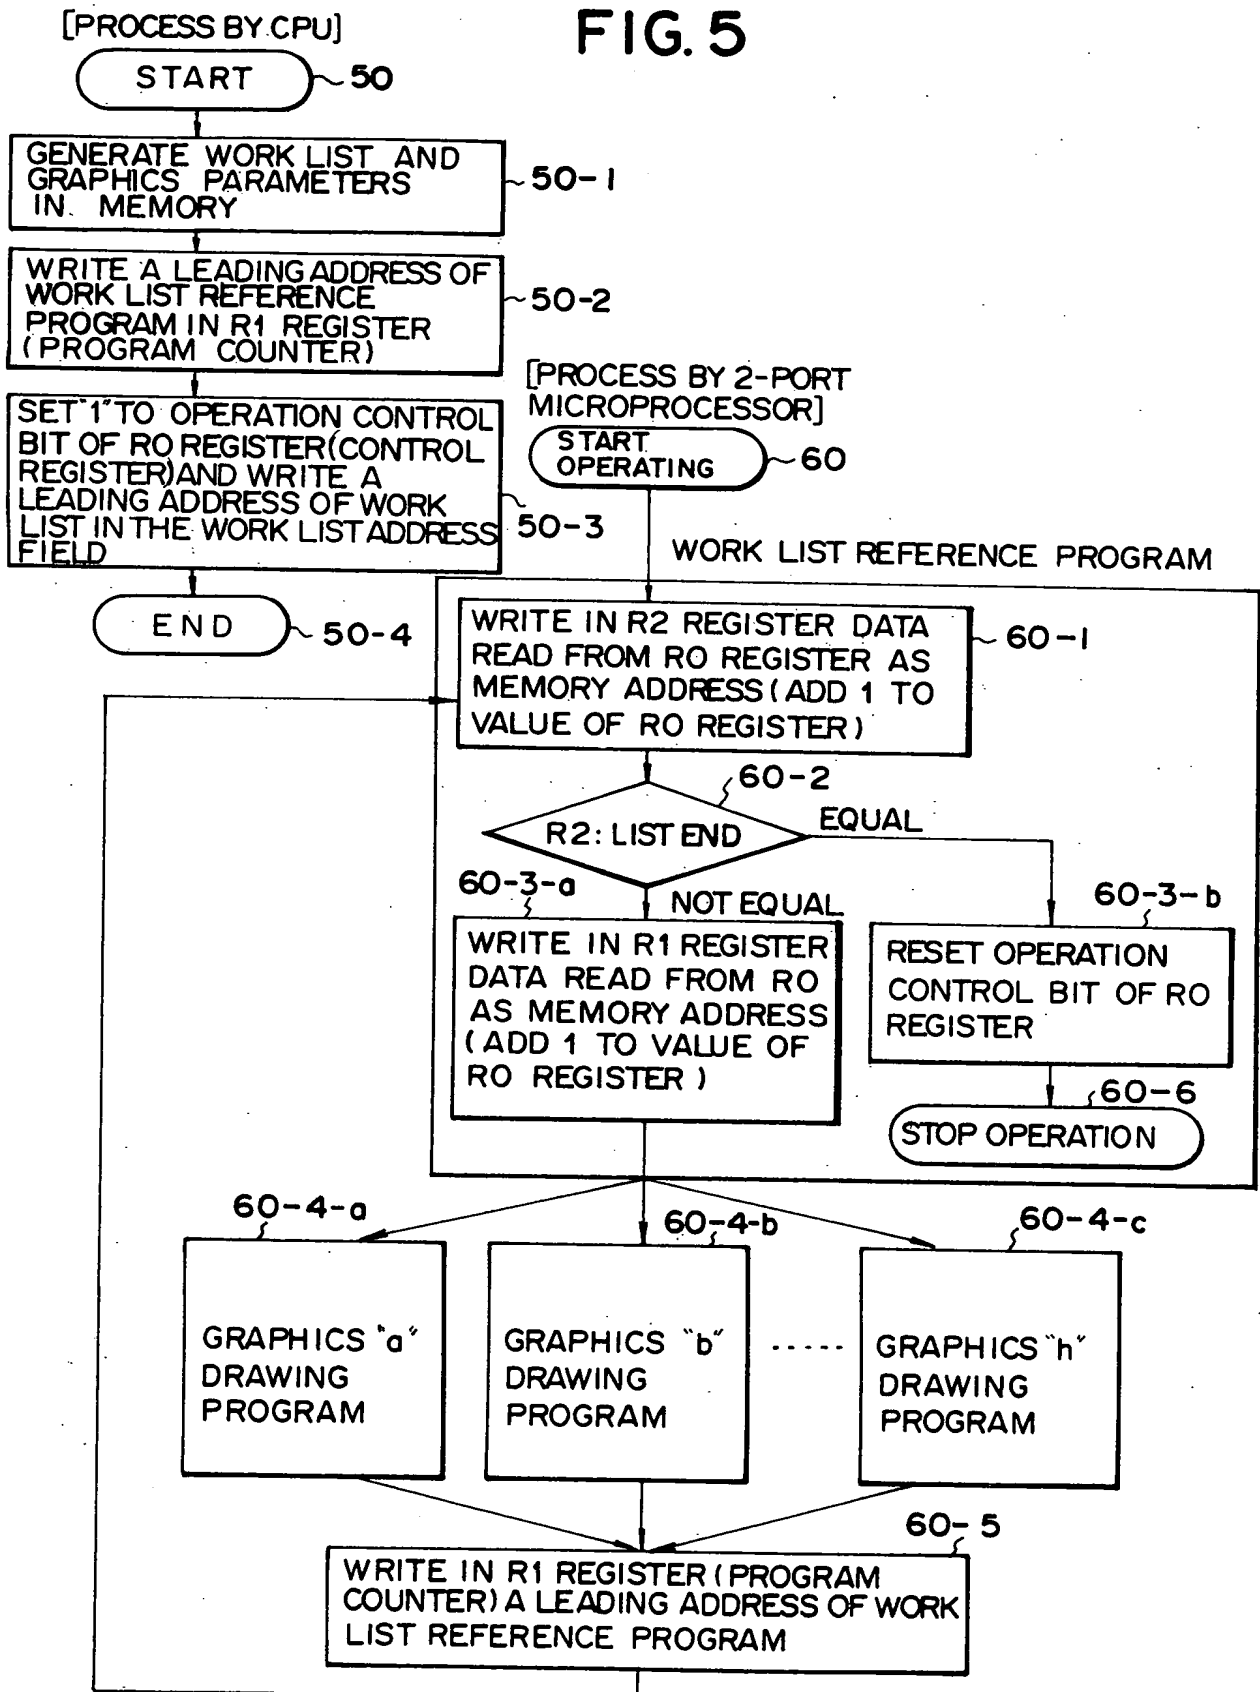 FIG. 5
[PROCESS BY CPU]
START
50
GENERATE WORK LIST AND
GRAPHICS PARAMETERS
IN MEMORY
50-1
WRITE A LEADING ADDRESS OF
WORK LIST REFERENCE
PROGRAM IN R1 REGISTER
(PROGRAM COUNTER)
50-2
SET "1" TO OPERATION CONTROL
BIT OF R0 REGISTER (CONTROL
REGISTER) AND WRITE A
LEADING ADDRESS OF WORK
LIST IN THE WORK LIST ADDRESS
FIELD
50-3
END
50-4
[PROCESS BY 2-PORT
MICROPROCESSOR]
START
OPERATING
60
WORK LIST REFERENCE PROGRAM
WRITE IN R2 REGISTER DATA
READ FROM R0 REGISTER AS
MEMORY ADDRESS (ADD 1 TO
VALUE OF R0 REGISTER)
60-1
60-2
R2: LIST END
EQUAL
NOT EQUAL
60-3-a
WRITE IN R1 REGISTER
DATA READ FROM R0
AS MEMORY ADDRESS
(ADD 1 TO VALUE OF
R0 REGISTER)
60-3-b
RESET OPERATION
CONTROL BIT OF R0
REGISTER
60-6
STOP OPERATION
60-4-a
GRAPHICS "a"
DRAWING
PROGRAM
60-4-b
GRAPHICS "b"
DRAWING
PROGRAM
.....
60-4-c
GRAPHICS "h"
DRAWING
PROGRAM
60-5
WRITE IN R1 REGISTER (PROGRAM
COUNTER) A LEADING ADDRESS OF WORK
LIST REFERENCE PROGRAM